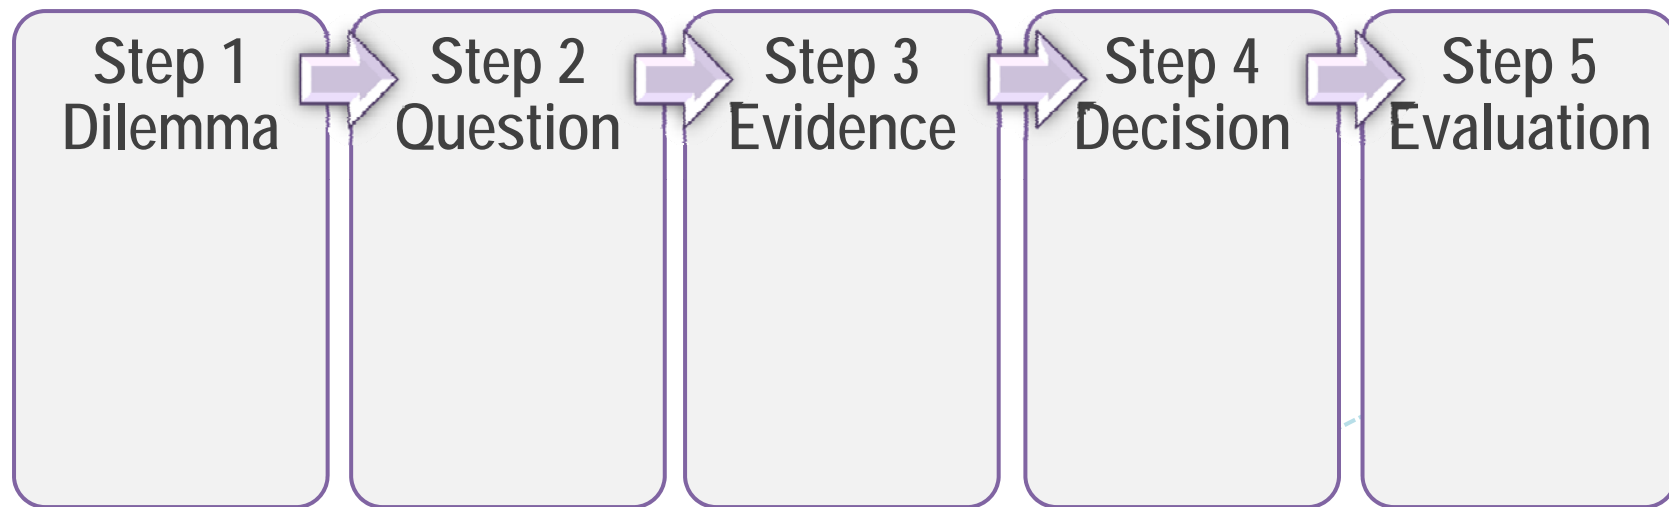 Step 1
Dilemma
Step 2
Question
Step 3
Evidence
Step 4
Decision
Step 5
Evaluation